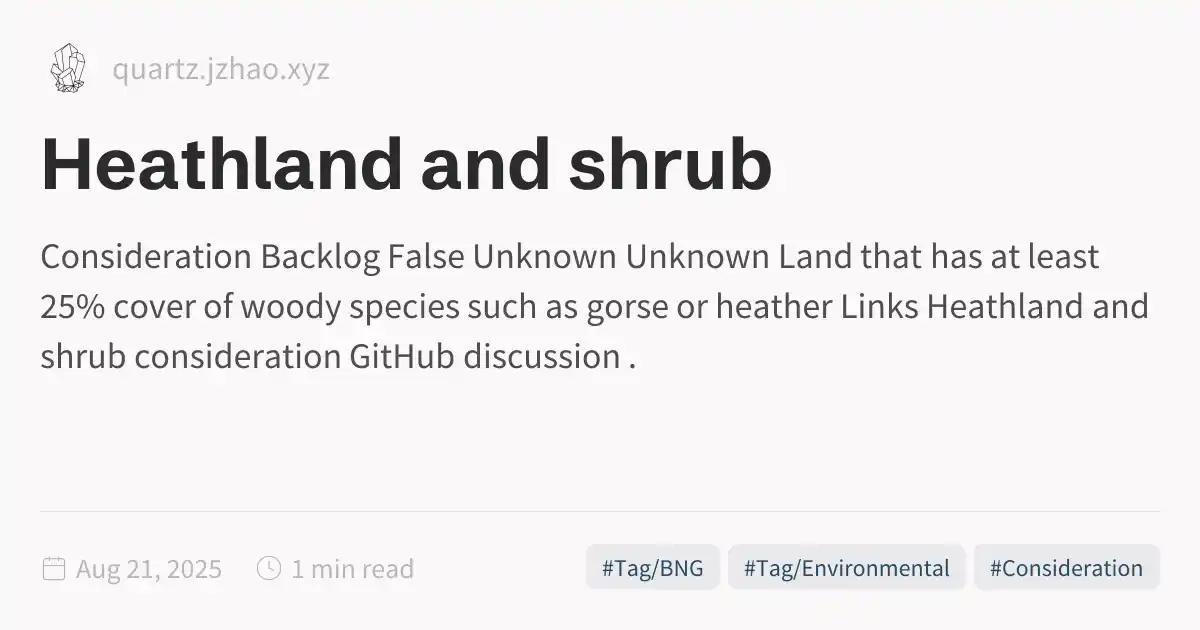 quartz.jzhao.xyz
Heathland and shrub
Consideration Backlog False Unknown Unknown Land that has at least
25% cover of woody species such as gorse or heather Links Heathland and
shrub consideration GitHub discussion .
Aug 21, 2025 1 min read #Tag/BNG #Tag/Environmental #Consideration